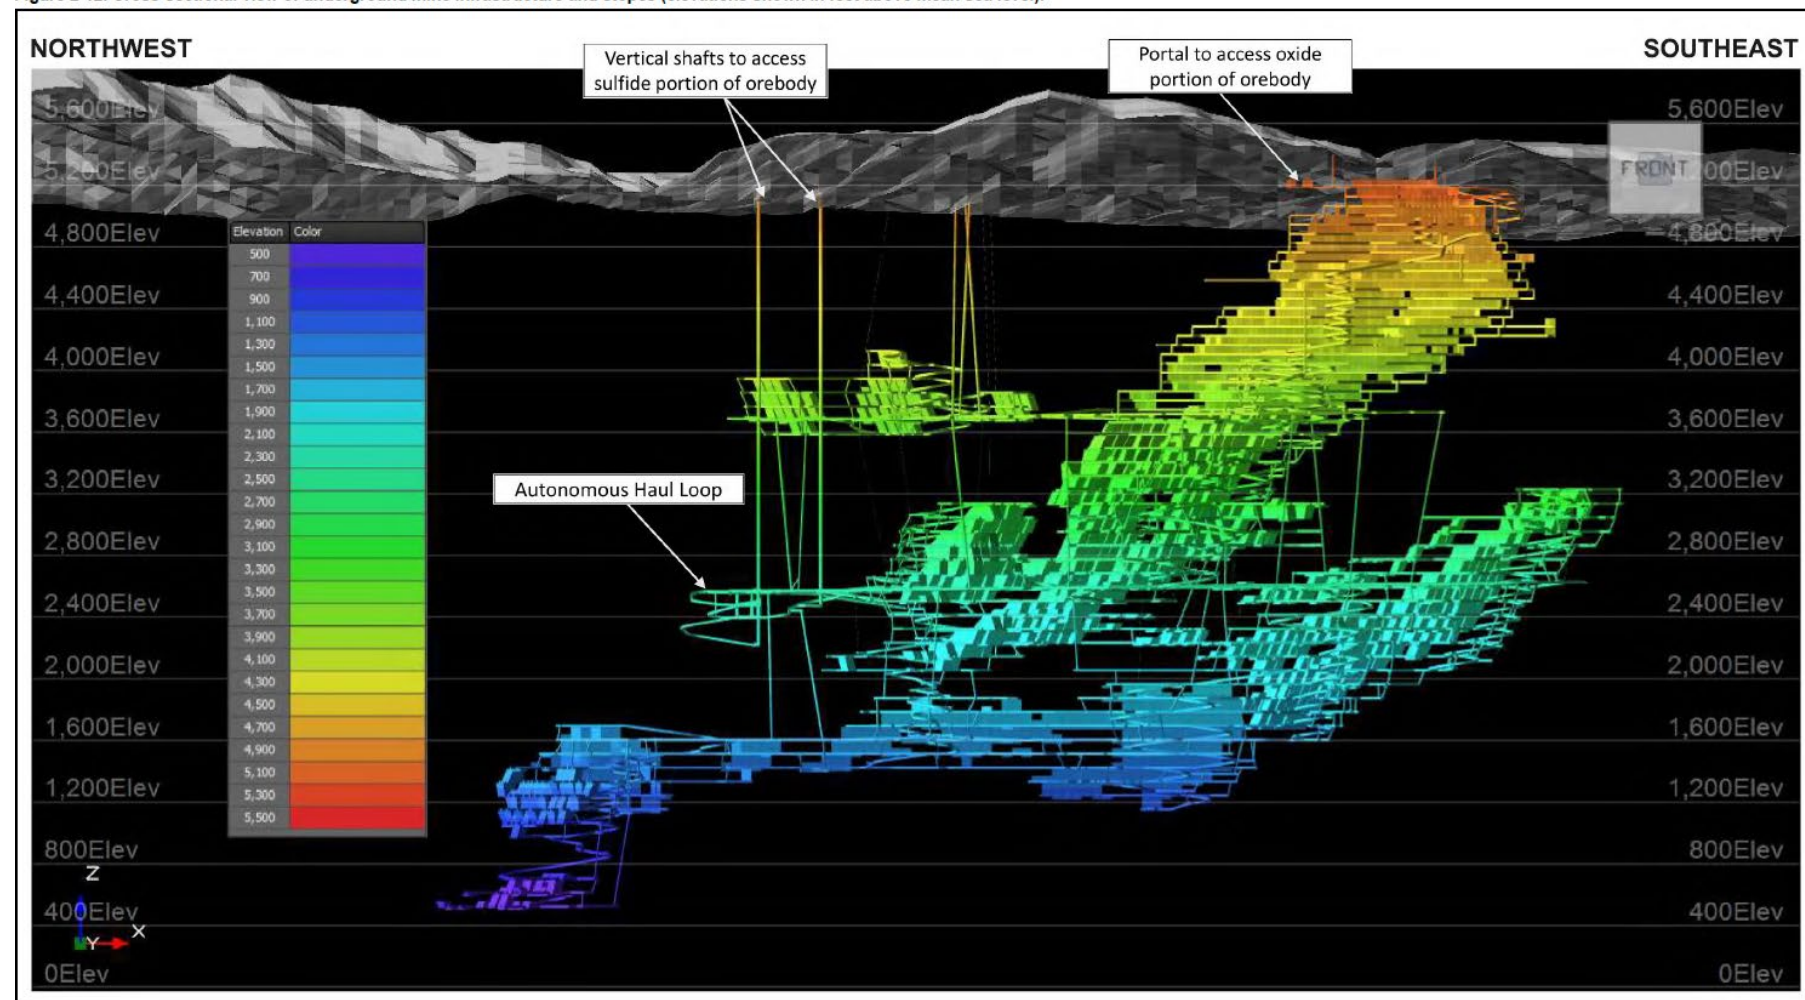 NORTHWEST
SOUTHEAST
Vertical shafts to access
sulfide portion of orebody
Portal to access oxide
portion of orebody
5,600Elev
5,600Elev
FRONT
5,200Elev
00Elev
4,800Elev
4,800Elev
Elevation Color
500
700
900
1,100
1,300
1,500
1,700
1,900
2,100
2,300
2,500
2,700
2,900
3,100
3,300
3,500
3,700
3,900
4,100
4,300
4,500
4,700
4,900
5,100
5,300
5,500
4,400Elev
4,400Elev
4,000Elev
4,000Elev
3,600Elev
3,600Elev
Autonomous Haul Loop
3,200Elev
3,200Elev
2,800Elev
2,800Elev
2,400Elev
2,400Elev
2,000Elev
2,000Elev
1,600Elev
1,600Elev
1,200Elev
1,200Elev
800Elev
800Elev
Z
400Elev
400Elev
Y
X
0Elev
0Elev